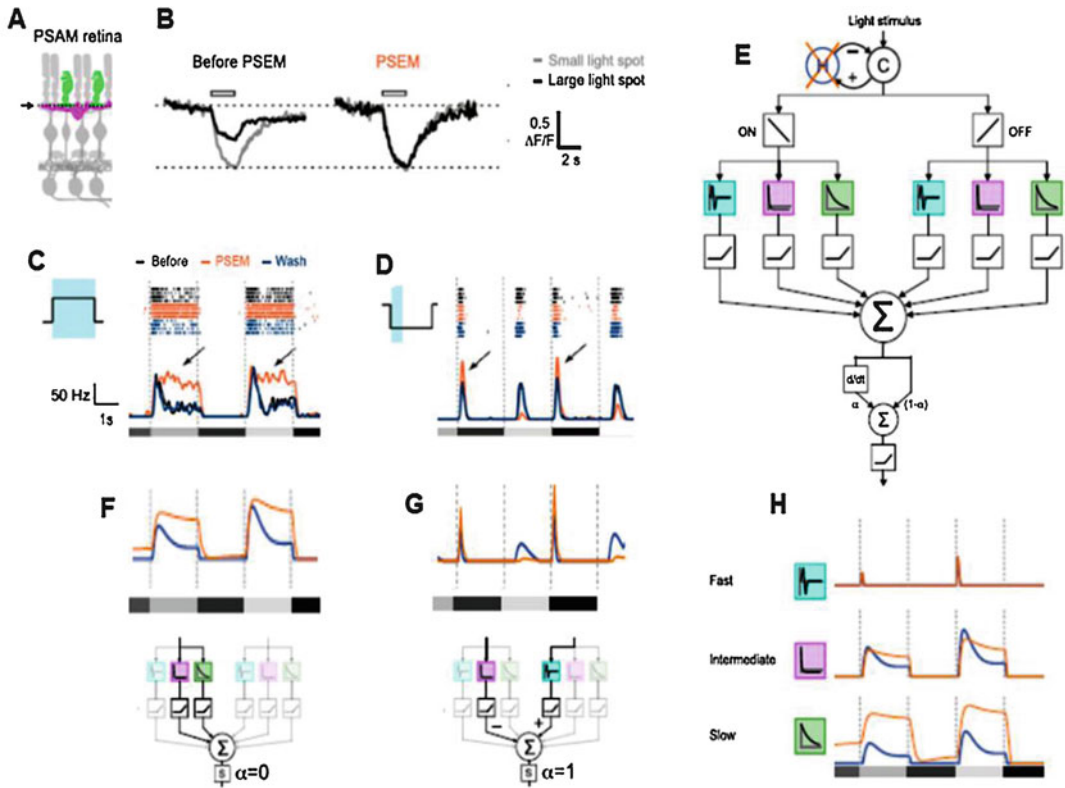 A
PSAM retina
B
Before PSEM
PSEM
Small light spot
Large light spot
0.5
ΔF/F
2 s
C
Before
PSEM
Wash
50 Hz
1s
D
E
Light stimulus
H
C
−
+
ON
OFF
Σ
d/dt
α
(1-α)
Σ
F
Σ
s
α=0
G
−
+
Σ
s
α=1
H
Fast
Intermediate
Slow